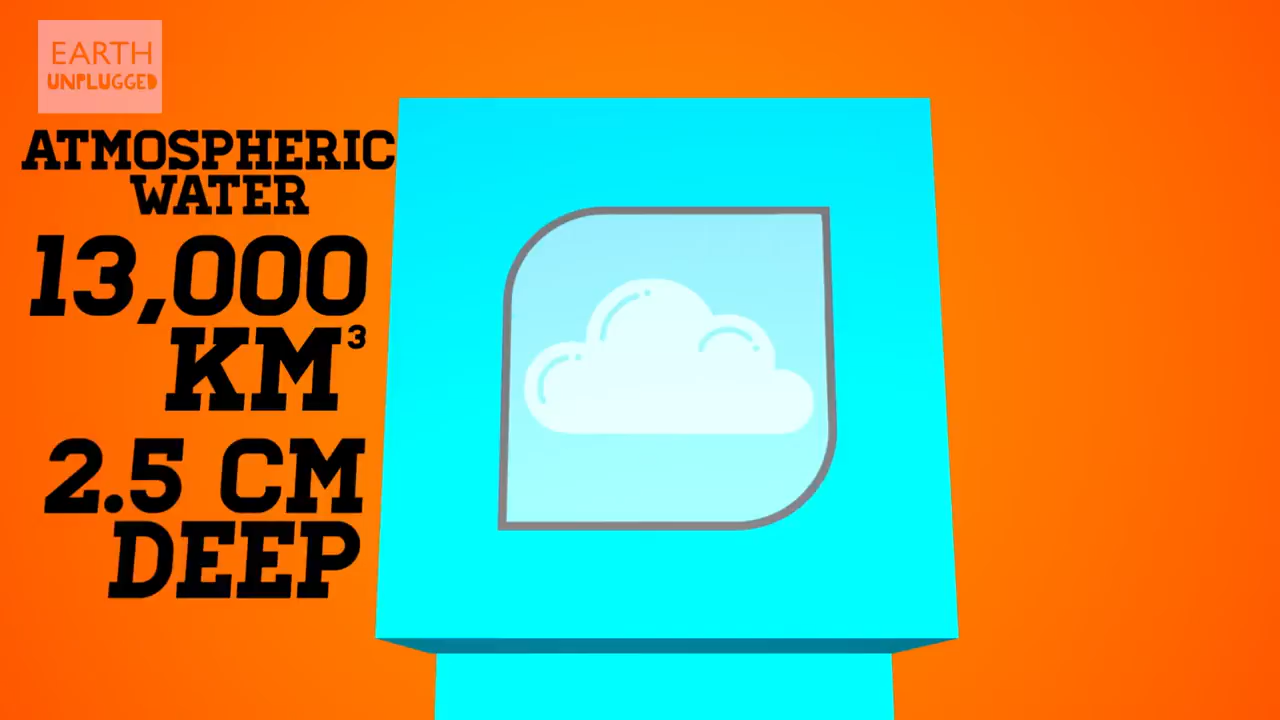 EARTH
UNPLUGGED
ATMOSPHERIC
WATER
13,000
KM³
2.5 CM
DEEP